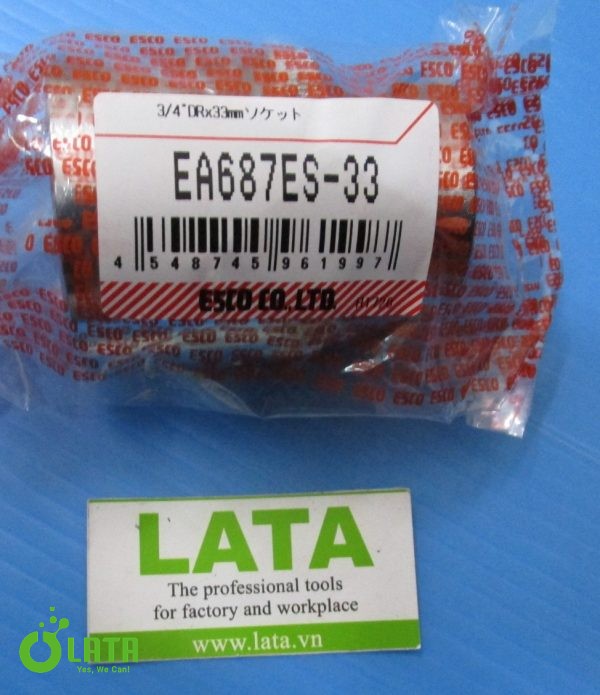 3/4"DRx33mmソケット
EA687ES-33
4 548745 961997
ESCO CO.,LTD.
LATA
The professional tools
for factory and workplace
www.lata.vn
LATA
Yes, We Can!